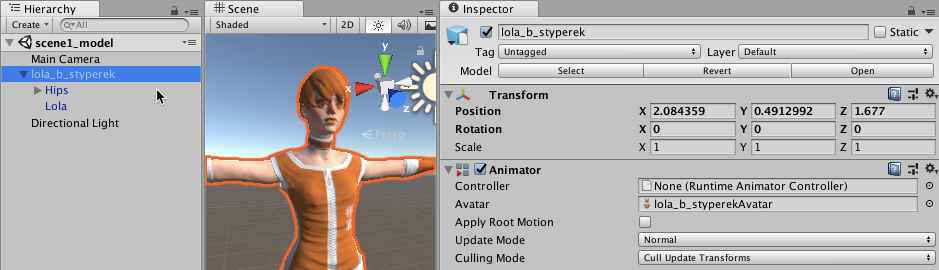 Hierarchy
Create
All
scene1_model
Main Camera
lola_b_styperek
Hips
Lola
Directional Light
Scene
Shaded
2D
y
x
z
Persp
Inspector
lola_b_styperek
Static
Tag Untagged Layer Default
Model Select Revert Open
Transform
Position X 2.084359 Y 0.4912992 Z 1.677
Rotation X 0 Y 0 Z 0
Scale X 1 Y 1 Z 1
Animator
Controller None (Runtime Animator Controller)
Avatar lola_b_styperekAvatar
Apply Root Motion
Update Mode Normal
Culling Mode Cull Update Transforms